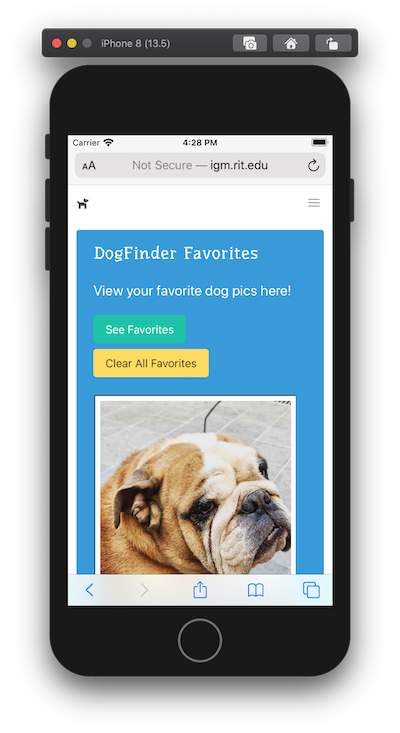 iPhone 8 (13.5)
Carrier 4:28 PM
AA Not Secure — igm.rit.edu
DogFinder Favorites
View your favorite dog pics here!
See Favorites
Clear All Favorites